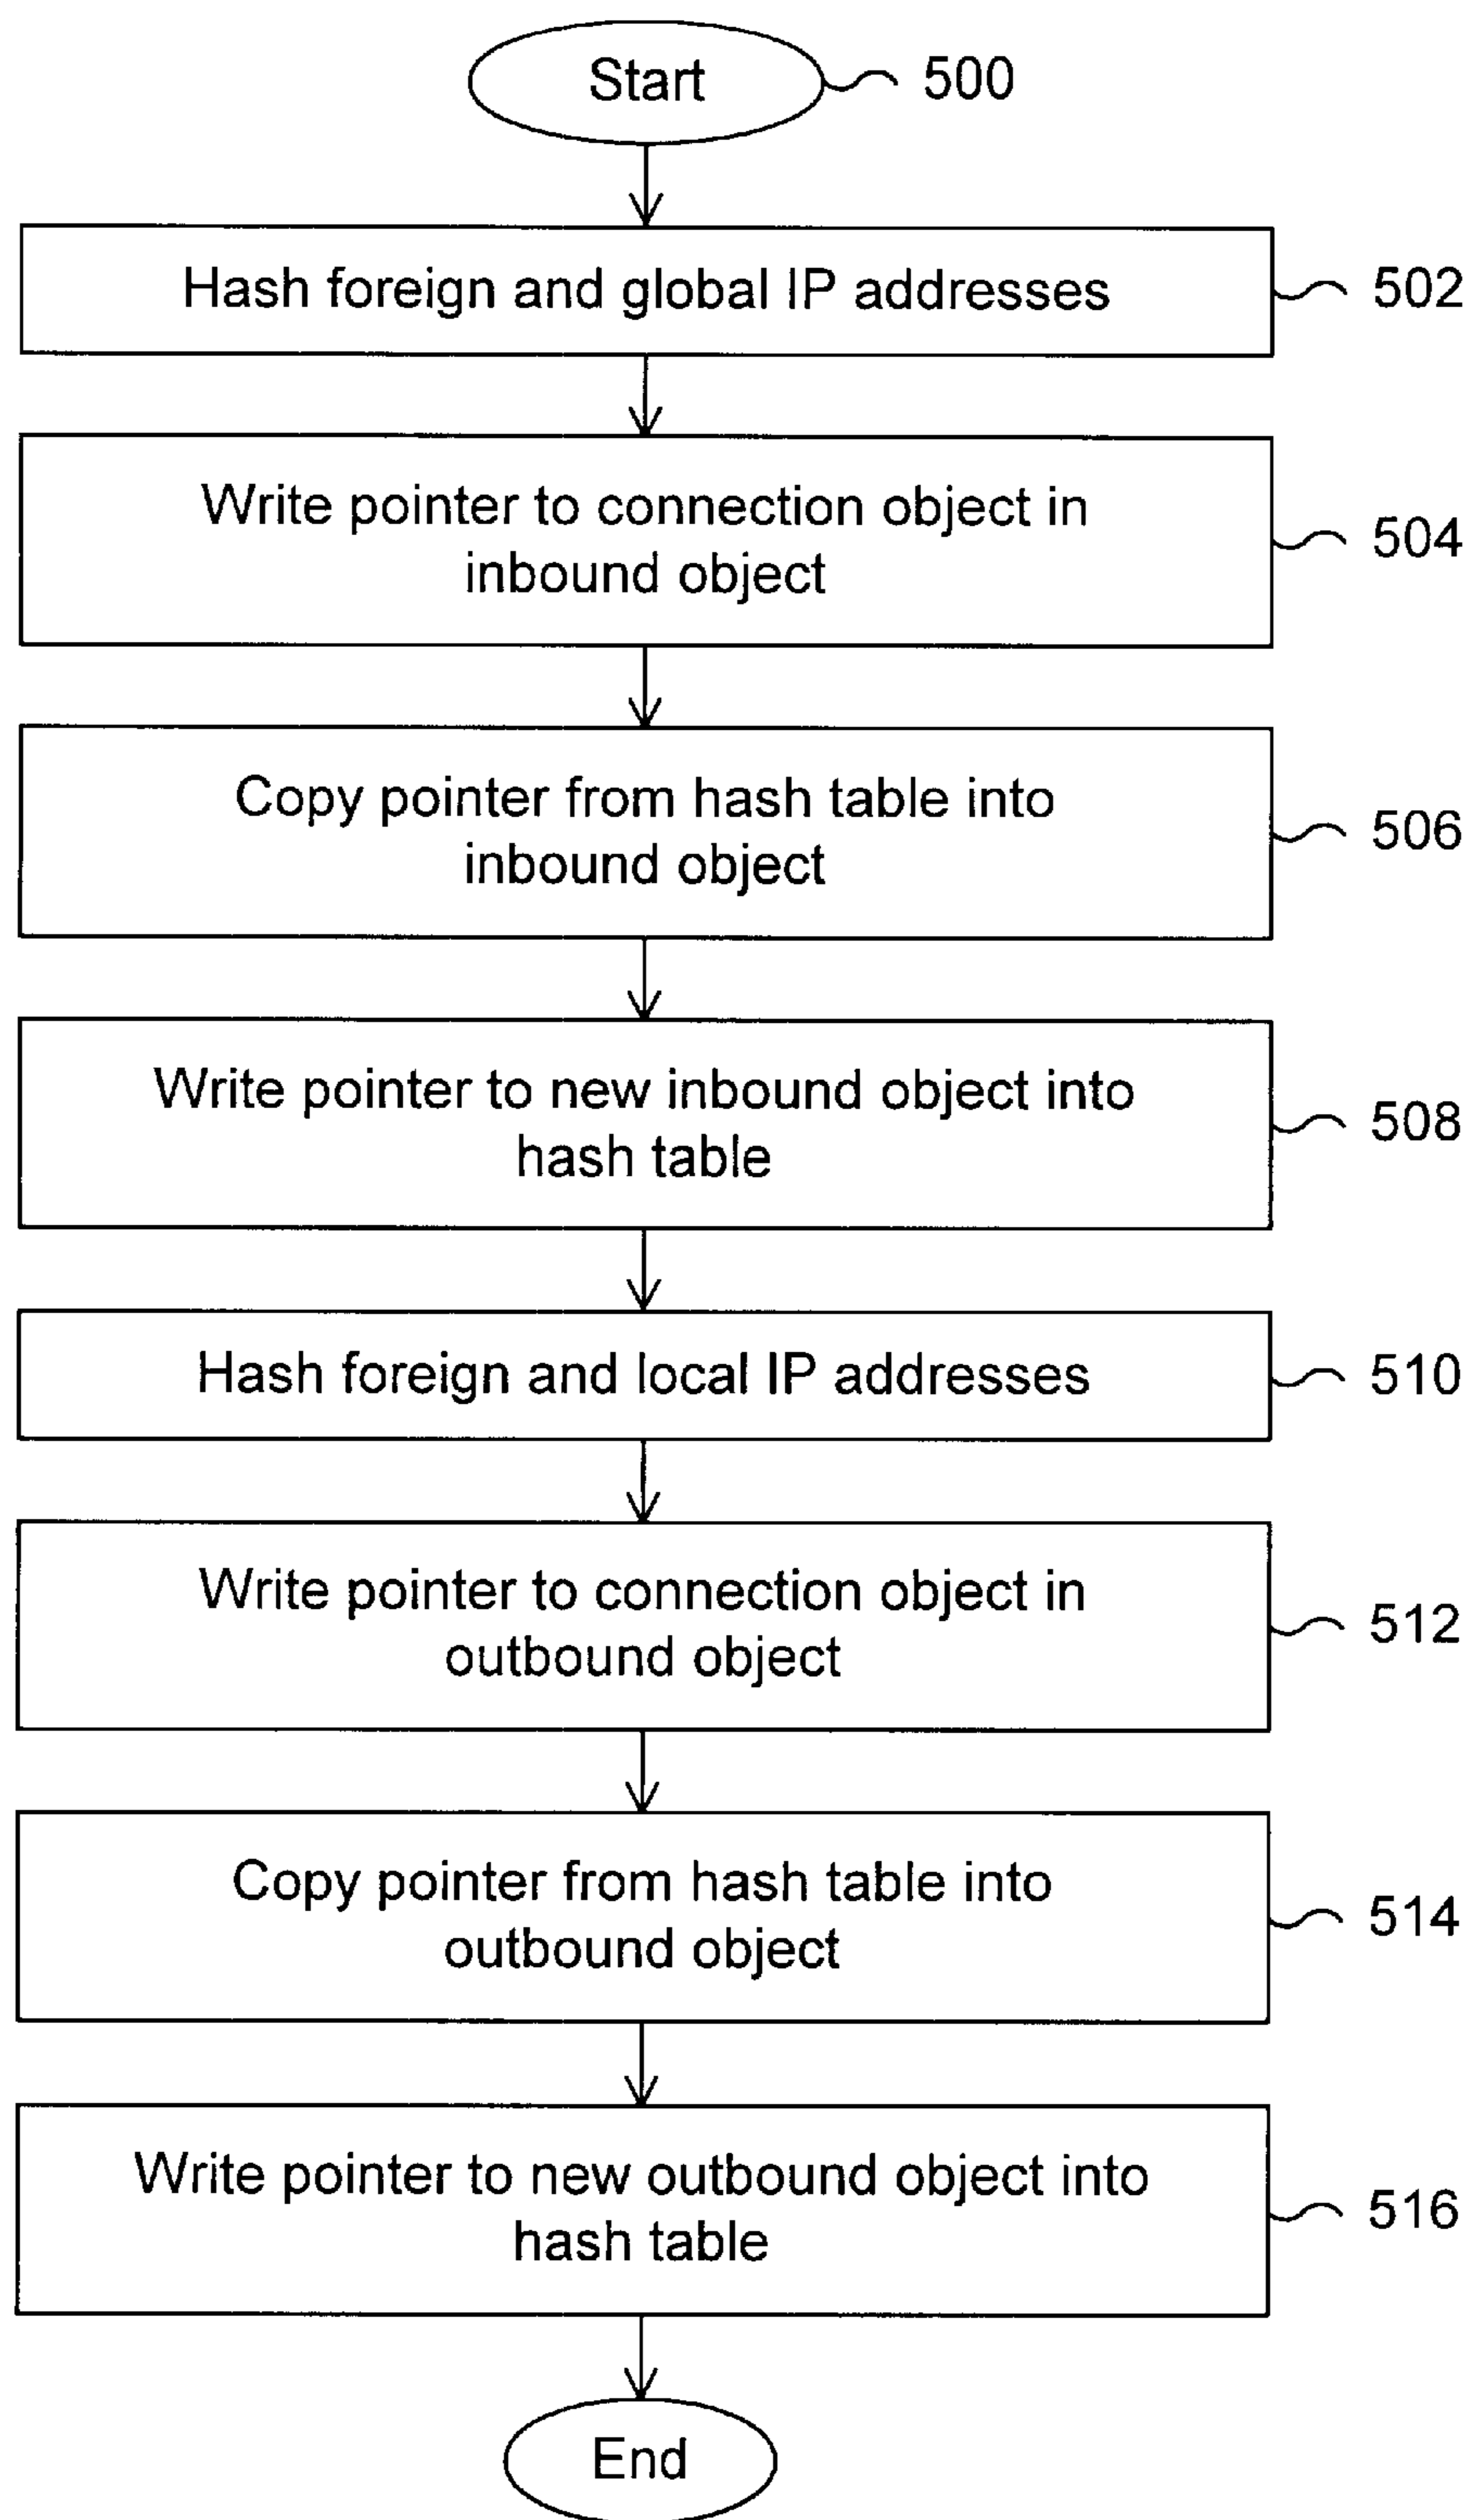 Start
500
Hash foreign and global IP addresses
502
Write pointer to connection object in
inbound object
504
Copy pointer from hash table into
inbound object
506
Write pointer to new inbound object into
hash table
508
Hash foreign and local IP addresses
510
Write pointer to connection object in
outbound object
512
Copy pointer from hash table into
outbound object
514
Write pointer to new outbound object into
hash table
516
End